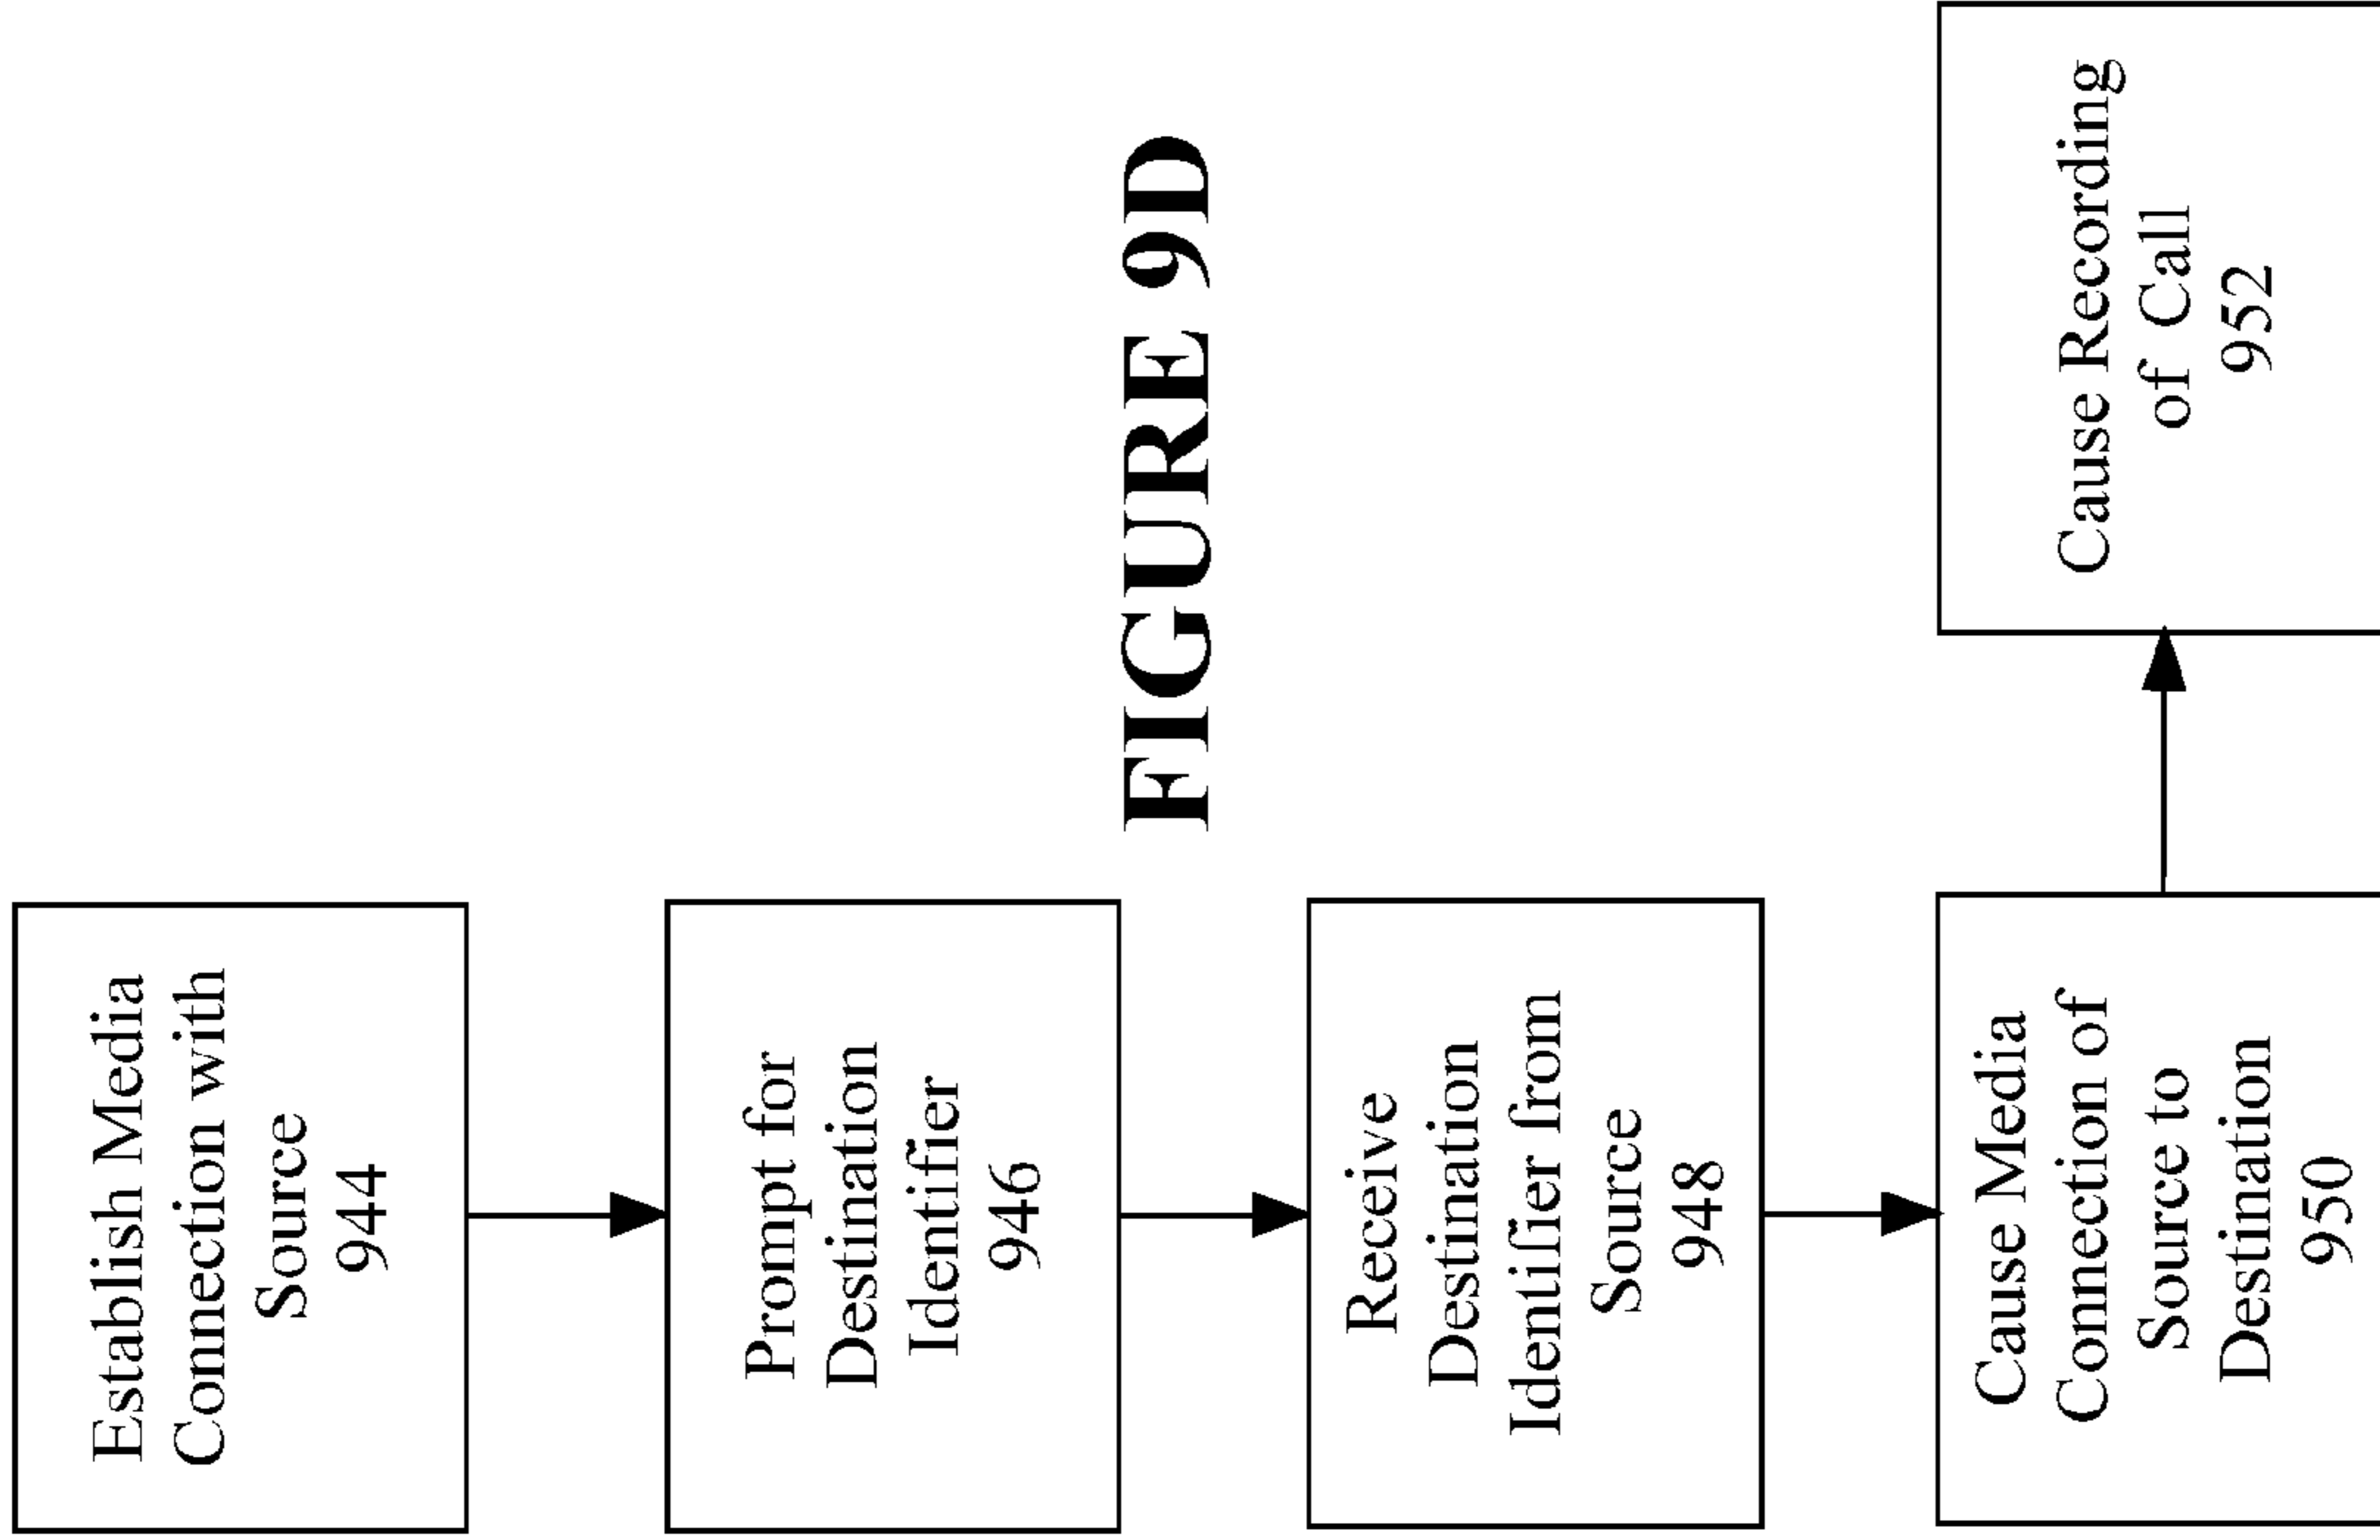 Establish Media
Connection with
Source
944
Prompt for
Destination
Identifier
946
Receive
Destination
Identifier from
Source
948
Cause Media
Connection of
Source to
Destination
950
Cause Recording
of Call
952
FIGURE 9D